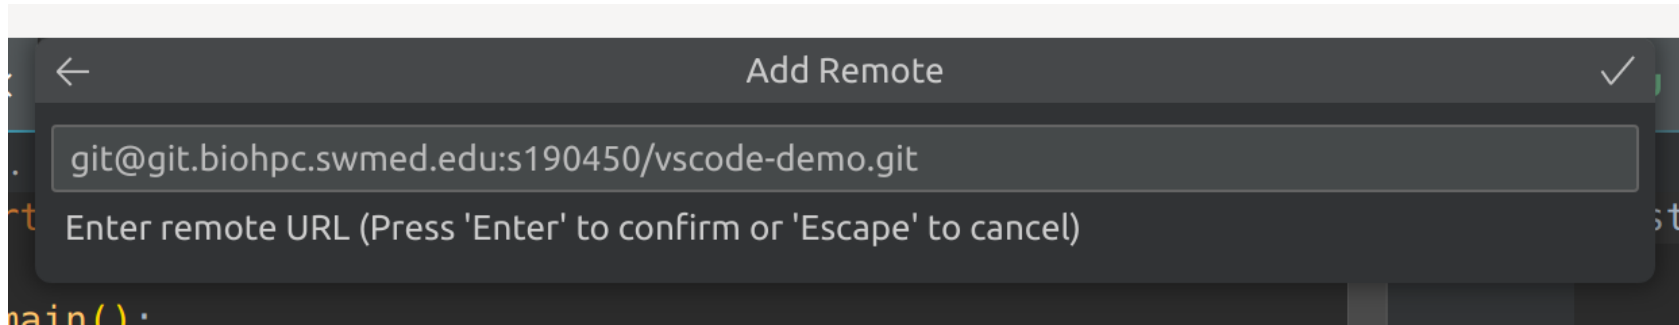 Add Remote
git@git.biohpc.swmed.edu:s190450/vscode-demo.git
Enter remote URL (Press 'Enter' to confirm or 'Escape' to cancel)
main():